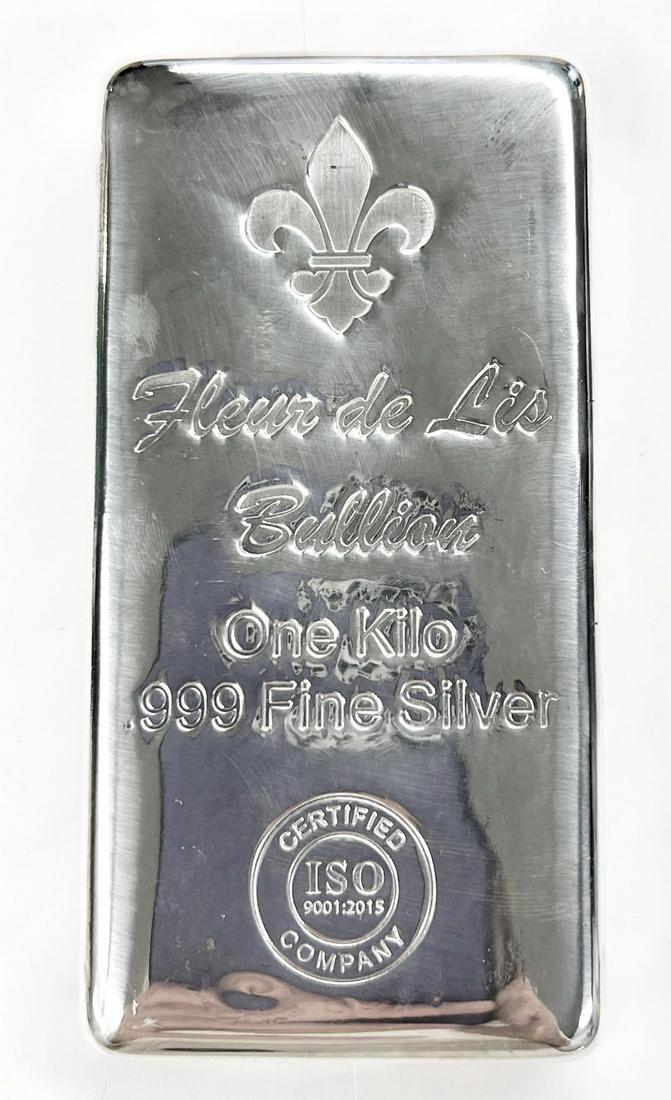 Fleur de Lis
Bullion
One Kilo
.999 Fine Silver
CERTIFIED
ISO
9001:2015
COMPANY